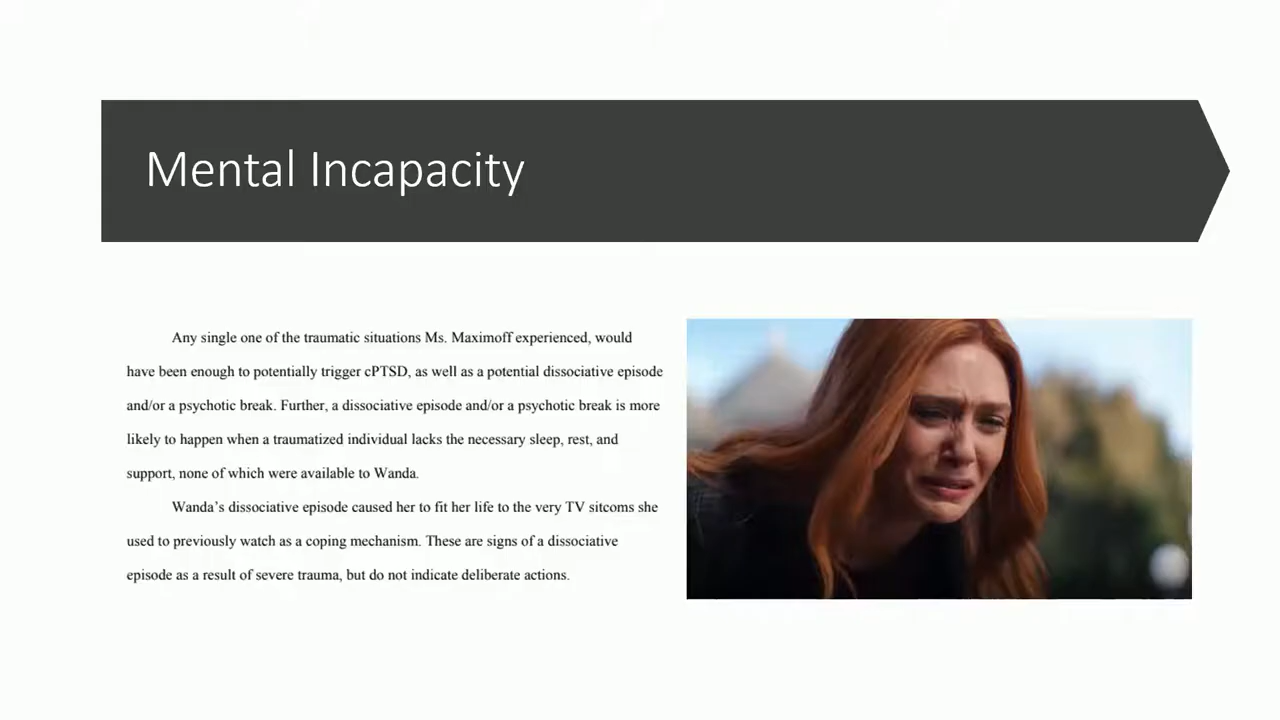 Mental Incapacity
Any single one of the traumatic situations Ms. Maximoff experienced, would
have been enough to potentially trigger cPTSD, as well as a potential dissociative episode
and/or a psychotic break. Further, a dissociative episode and/or a psychotic break is more
likely to happen when a traumatized individual lacks the necessary sleep, rest, and
support, none of which were available to Wanda.
Wanda’s dissociative episode caused her to fit her life to the very TV sitcoms she
used to previously watch as a coping mechanism. These are signs of a dissociative
episode as a result of severe trauma, but do not indicate deliberate actions.